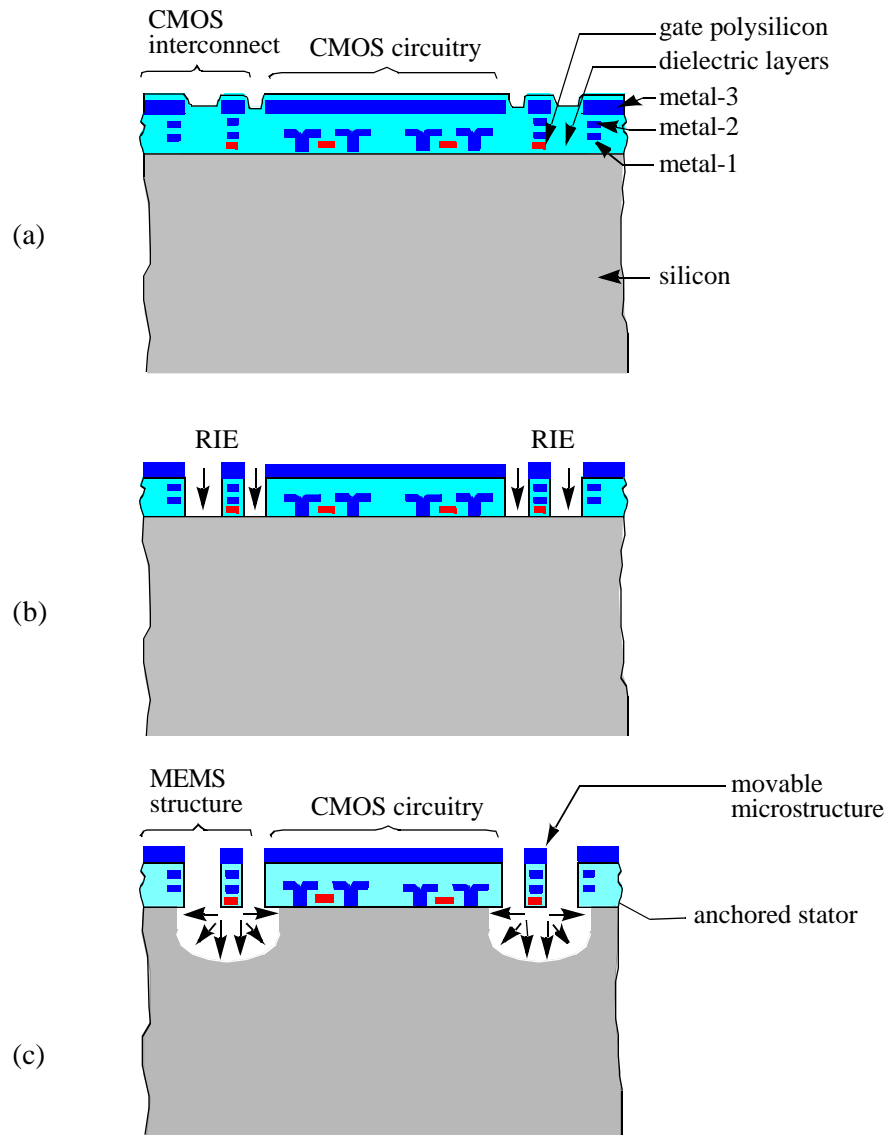 CMOS
interconnect
CMOS circuitry
gate polysilicon
dielectric layers
metal-3
metal-2
metal-1
(a)
silicon
RIE
RIE
(b)
MEMS
structure
CMOS circuitry
movable
microstructure
anchored stator
(c)